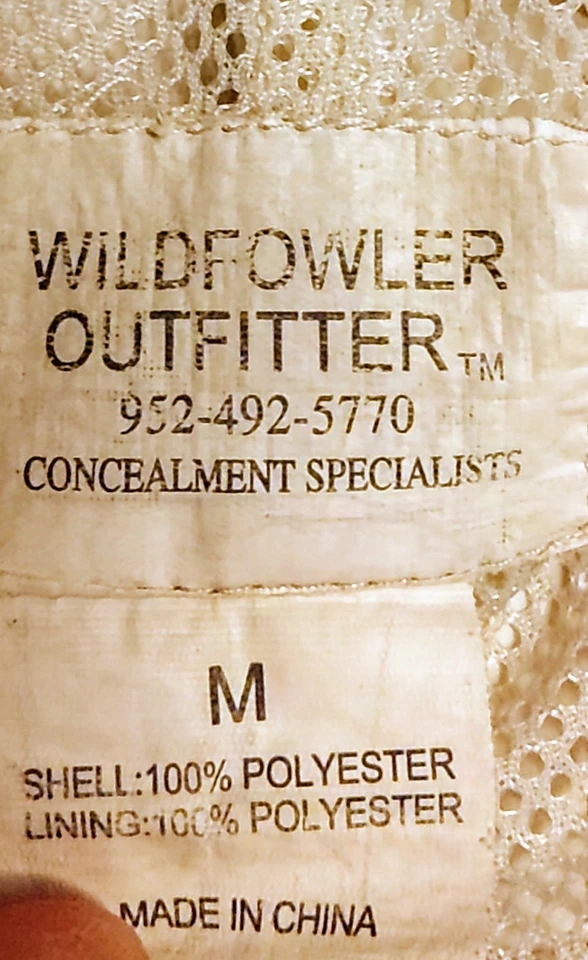 WILDFOWLER
OUTFITTER™
952-492-5770
CONCEALMENT SPECIALISTS
M
SHELL:100% POLYESTER
LINING:100% POLYESTER
MADE IN CHINA